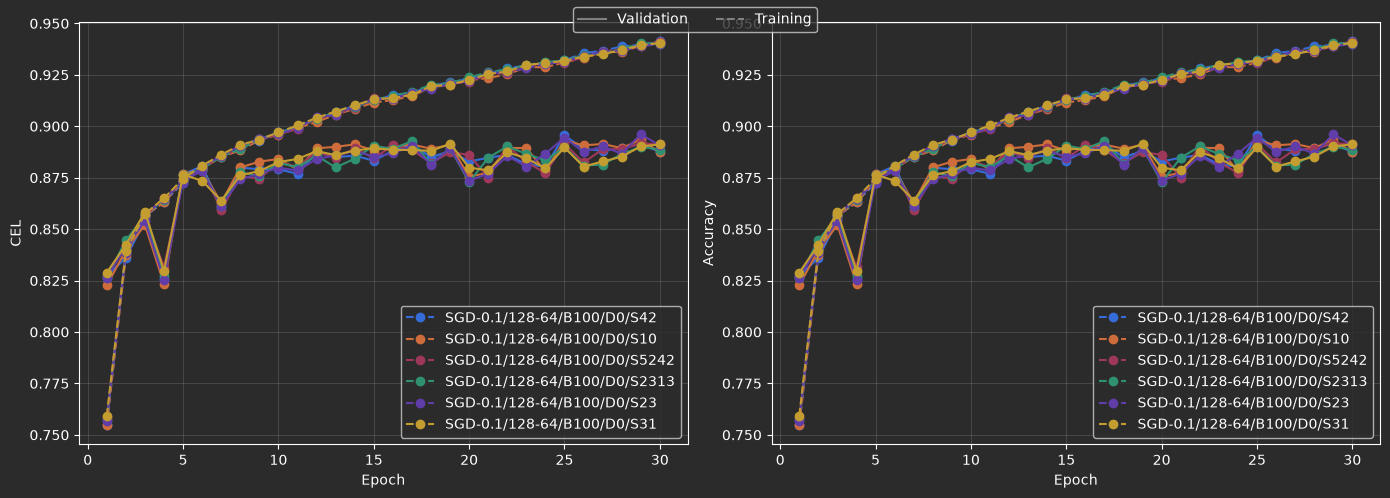 Validation Training
0.950
0.925
0.900
0.875
0.850
0.825
0.800
0.775
0.750
CEL
0 5 10 15 20 25 30
Epoch
SGD-0.1/128-64/B100/D0/S42
SGD-0.1/128-64/B100/D0/S10
SGD-0.1/128-64/B100/D0/S5242
SGD-0.1/128-64/B100/D0/S2313
SGD-0.1/128-64/B100/D0/S23
SGD-0.1/128-64/B100/D0/S31
0.950
0.925
0.900
0.875
0.850
0.825
0.800
0.775
0.750
Accuracy
0 5 10 15 20 25 30
Epoch
SGD-0.1/128-64/B100/D0/S42
SGD-0.1/128-64/B100/D0/S10
SGD-0.1/128-64/B100/D0/S5242
SGD-0.1/128-64/B100/D0/S2313
SGD-0.1/128-64/B100/D0/S23
SGD-0.1/128-64/B100/D0/S31